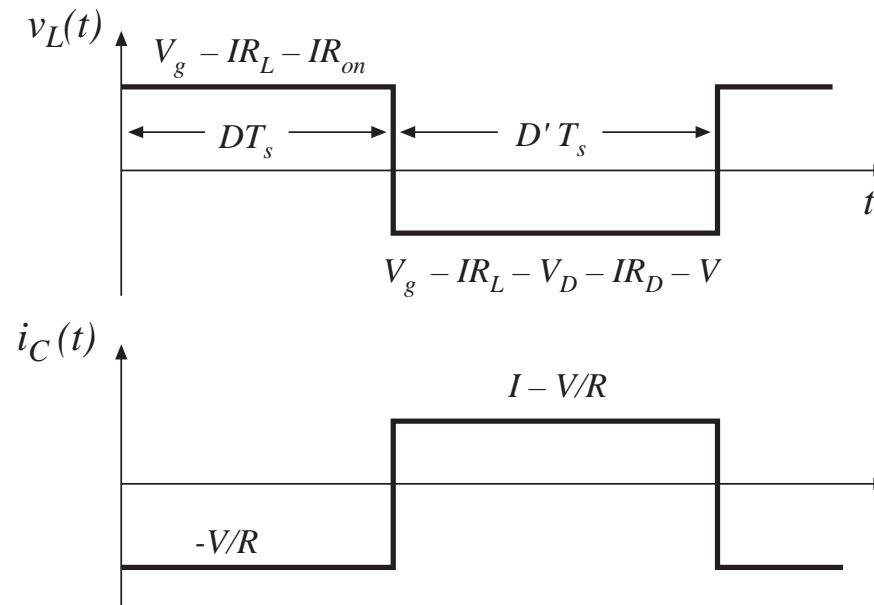 v_L(t)
V_g – IR_L – IR_on
DT_s
D' T_s
t
V_g – IR_L – V_D – IR_D – V
i_C (t)
I – V/R
-V/R